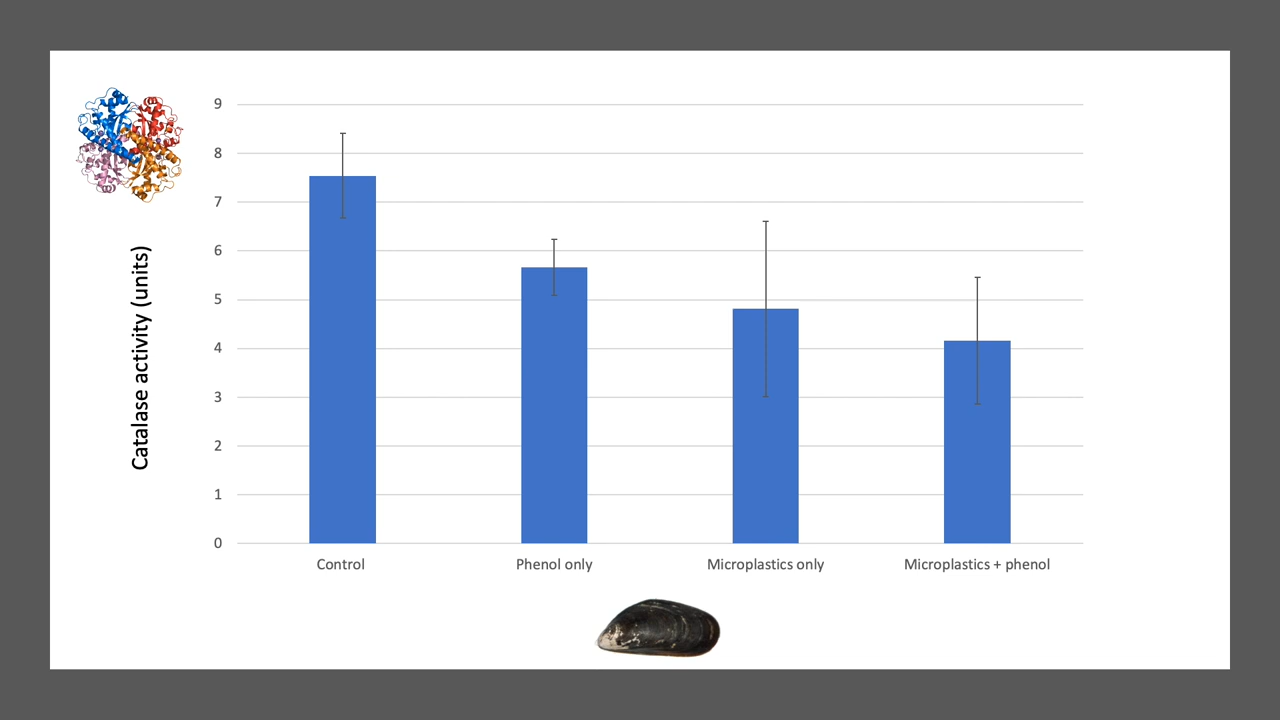 9
8
7
6
5
4
3
2
1
0
Catalase activity (units)
Control
Phenol only
Microplastics only
Microplastics + phenol